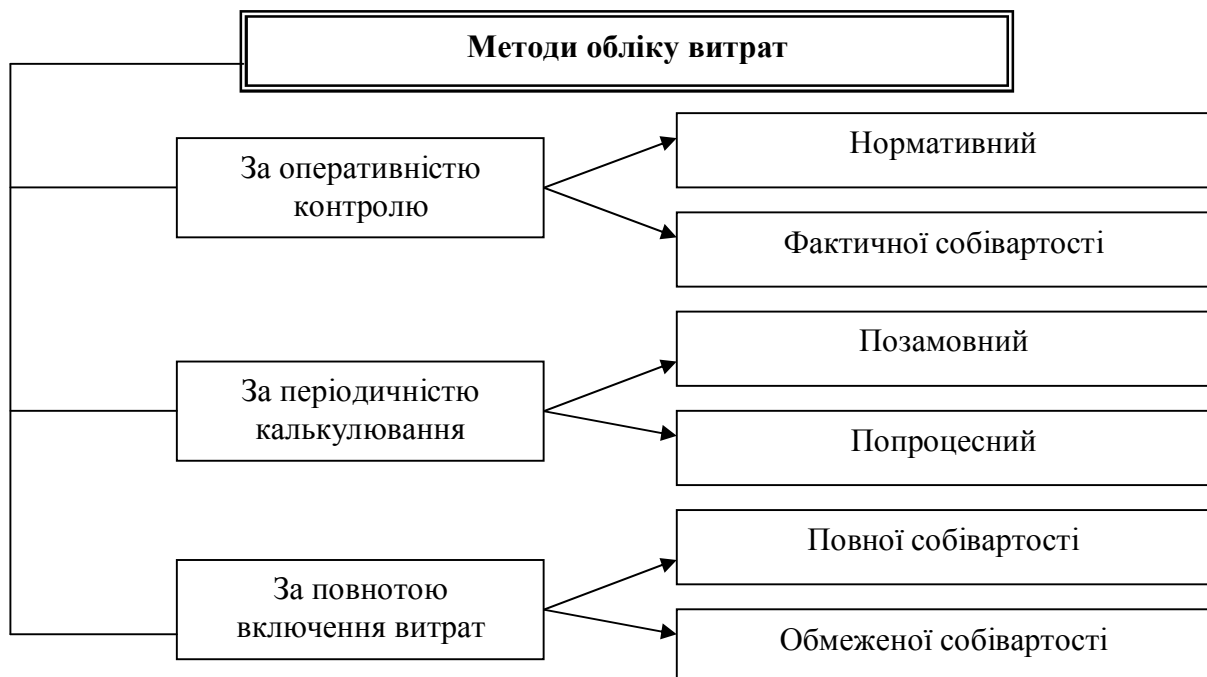 Методи обліку витрат
За оперативністю
контролю
Нормативний
Фактичної собівартості
За періодичністю
калькулювання
Позамовний
Попроцесний
За повнотою
включення витрат
Повної собівартості
Обмеженої собівартості